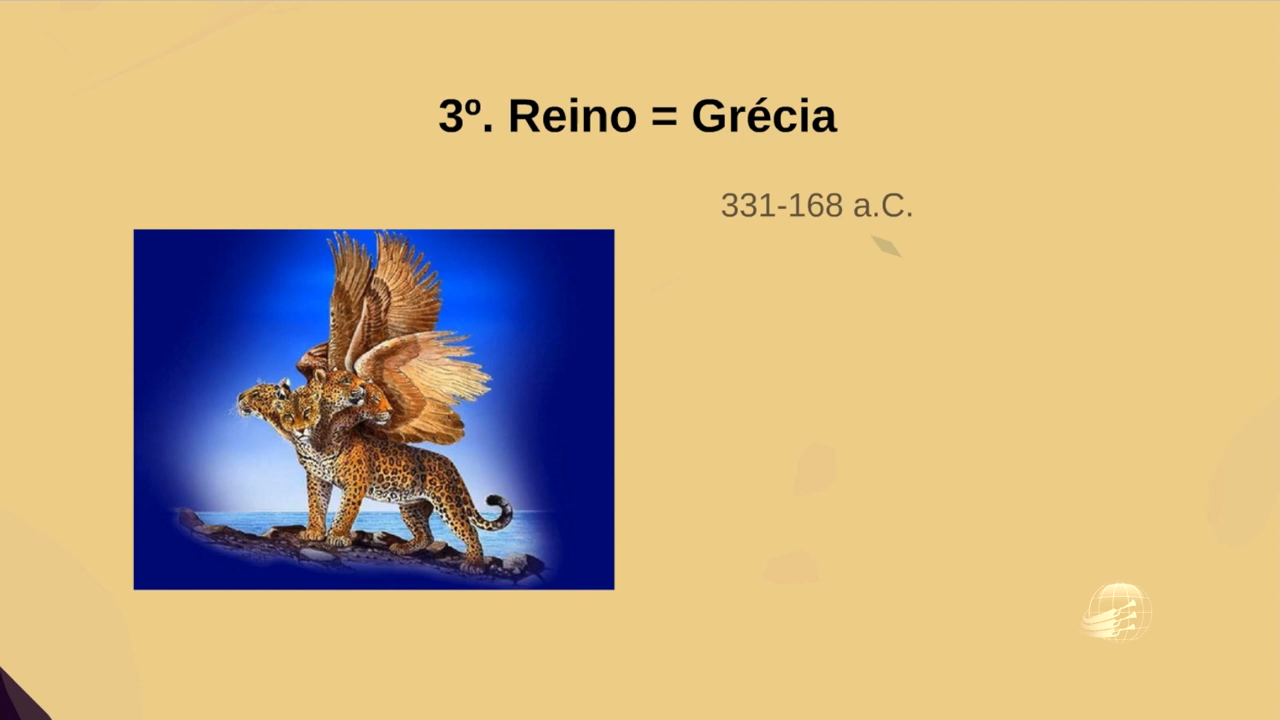 3º. Reino = Grécia
331-168 a.C.